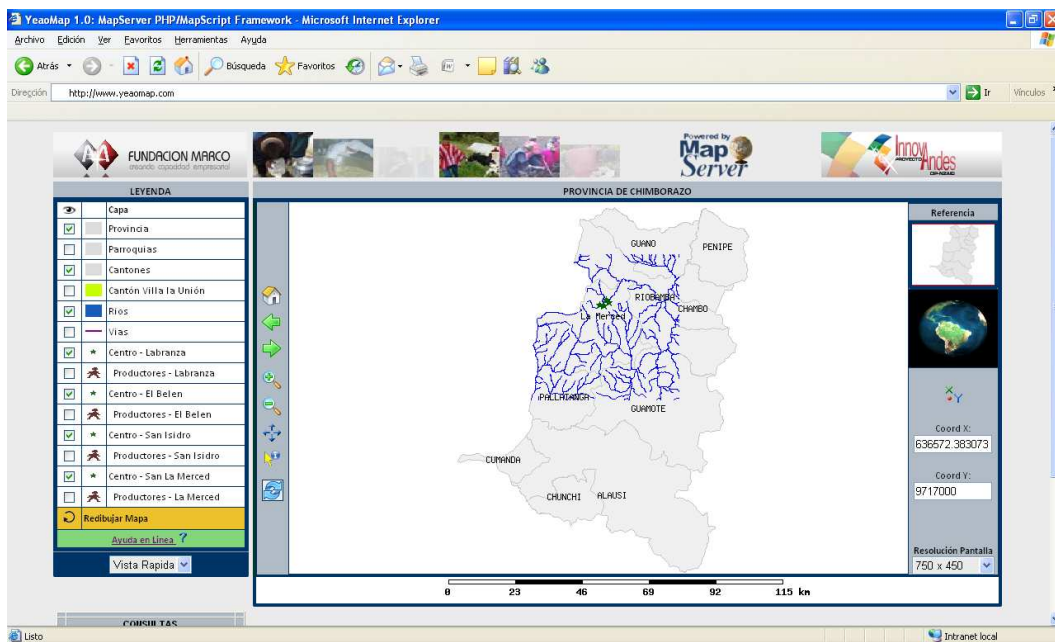 YeaoMap 1.0: MapServer PHP/MapScript Framework - Microsoft Internet Explorer
Archivo Edición Ver Favoritos Herramientas Ayuda
Atrás Búsqueda Favoritos
Dirección http://www.yeaomap.com Ir Vínculos
FUNDACION MARCO
creando capacidad empresarial
Powered by
Map
Server
InnovAndes
PROYECTO
LEYENDA
PROVINCIA DE CHIMBORAZO
Capa
Provincia
Parroquias
Cantones
Cantón Villa la Unión
Rios
Vias
Centro - Labranza
Productores - Labranza
Centro - El Belen
Productores - El Belen
Centro - San Isidro
Productores - San Isidro
Centro - San La Merced
Productores - La Merced
Redibujar Mapa
Ayuda en Línea ?
Vista Rapida
CONSULTAS
GUANO
PENIPE
RIOBAMBA
CHAMBO
La Merced
PALLATANGA
GUAMOTE
CUMANDA
CHUNCHI
ALAUSI
0 23 46 69 92 115 km
Referencia
X
Y
Coord X:
636572.383073
Coord Y:
9717000
Resolución Pantalla
750 x 450
Listo
Intranet local